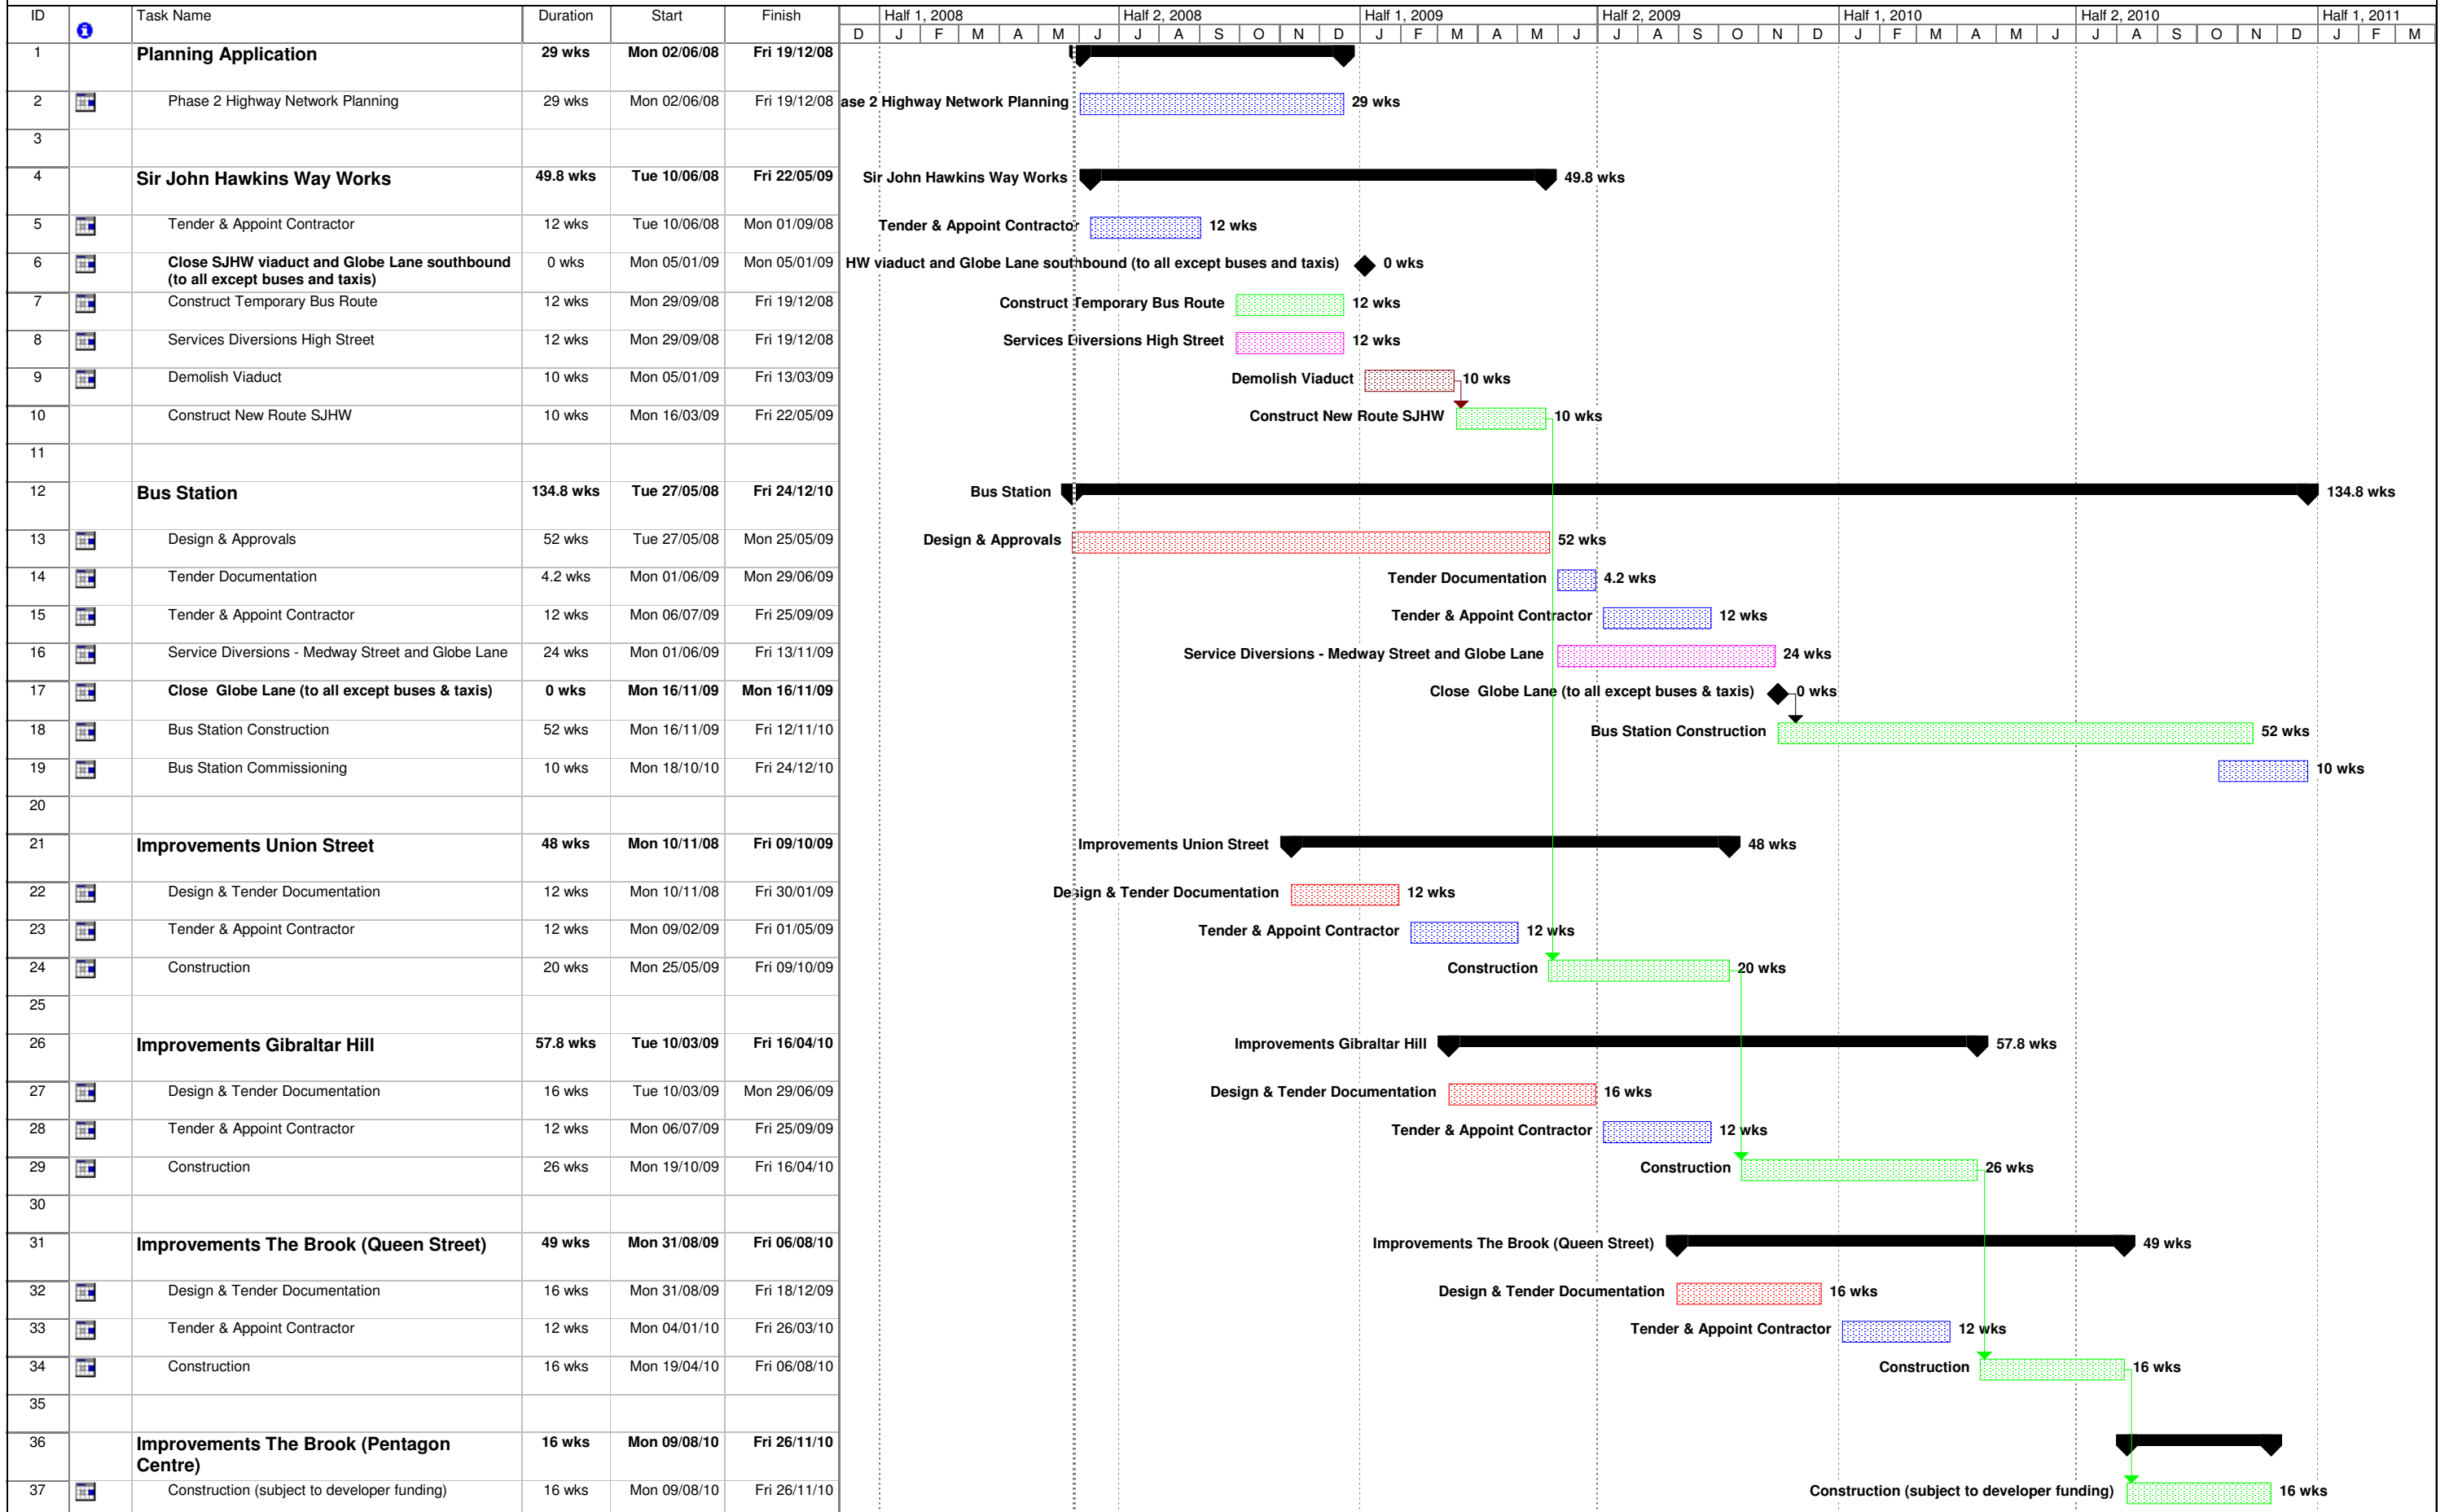 ID Task Name Duration Start Finish Half 1, 2008 Half 2, 2008 Half 1, 2009 Half 2, 2009 Half 1, 2010 Half 2, 2010 Half 1, 2011
D J F M A M J J A S O N D J F M A M J J A S O N D J F M A M J J A S O N D J F M
1 Planning Application 29 wks Mon 02/06/08 Fri 19/12/08
2 Phase 2 Highway Network Planning 29 wks Mon 02/06/08 Fri 19/12/08 ase 2 Highway Network Planning 29 wks
3
4 Sir John Hawkins Way Works 49.8 wks Tue 10/06/08 Fri 22/05/09 Sir John Hawkins Way Works 49.8 wks
5 Tender & Appoint Contractor 12 wks Tue 10/06/08 Mon 01/09/08 Tender & Appoint Contractor 12 wks
6 Close SJHW viaduct and Globe Lane southbound 0 wks Mon 05/01/09 Mon 05/01/09 HW viaduct and Globe Lane southbound (to all except buses and taxis) 0 wks
(to all except buses and taxis)
7 Construct Temporary Bus Route 12 wks Mon 29/09/08 Fri 19/12/08 Construct Temporary Bus Route 12 wks
8 Services Diversions High Street 12 wks Mon 29/09/08 Fri 19/12/08 Services Diversions High Street 12 wks
9 Demolish Viaduct 10 wks Mon 05/01/09 Fri 13/03/09 Demolish Viaduct 10 wks
10 Construct New Route SJHW 10 wks Mon 16/03/09 Fri 22/05/09 Construct New Route SJHW 10 wks
11
12 Bus Station 134.8 wks Tue 27/05/08 Fri 24/12/10 Bus Station 134.8 wks
13 Design & Approvals 52 wks Tue 27/05/08 Mon 25/05/09 Design & Approvals 52 wks
14 Tender Documentation 4.2 wks Mon 01/06/09 Mon 29/06/09 Tender Documentation 4.2 wks
15 Tender & Appoint Contractor 12 wks Mon 06/07/09 Fri 25/09/09 Tender & Appoint Contractor 12 wks
16 Service Diversions - Medway Street and Globe Lane 24 wks Mon 01/06/09 Fri 13/11/09 Service Diversions - Medway Street and Globe Lane 24 wks
17 Close Globe Lane (to all except buses & taxis) 0 wks Mon 16/11/09 Mon 16/11/09 Close Globe Lane (to all except buses & taxis) 0 wks
18 Bus Station Construction 52 wks Mon 16/11/09 Fri 12/11/10 Bus Station Construction 52 wks
19 Bus Station Commissioning 10 wks Mon 18/10/10 Fri 24/12/10 10 wks
20
21 Improvements Union Street 48 wks Mon 10/11/08 Fri 09/10/09 Improvements Union Street 48 wks
22 Design & Tender Documentation 12 wks Mon 10/11/08 Fri 30/01/09 Design & Tender Documentation 12 wks
23 Tender & Appoint Contractor 12 wks Mon 09/02/09 Fri 01/05/09 Tender & Appoint Contractor 12 wks
24 Construction 20 wks Mon 25/05/09 Fri 09/10/09 Construction 20 wks
25
26 Improvements Gibraltar Hill 57.8 wks Tue 10/03/09 Fri 16/04/10 Improvements Gibraltar Hill 57.8 wks
27 Design & Tender Documentation 16 wks Tue 10/03/09 Mon 29/06/09 Design & Tender Documentation 16 wks
28 Tender & Appoint Contractor 12 wks Mon 06/07/09 Fri 25/09/09 Tender & Appoint Contractor 12 wks
29 Construction 26 wks Mon 19/10/09 Fri 16/04/10 Construction 26 wks
30
31 Improvements The Brook (Queen Street) 49 wks Mon 31/08/09 Fri 06/08/10 Improvements The Brook (Queen Street) 49 wks
32 Design & Tender Documentation 16 wks Mon 31/08/09 Fri 18/12/09 Design & Tender Documentation 16 wks
33 Tender & Appoint Contractor 12 wks Mon 04/01/10 Fri 26/03/10 Tender & Appoint Contractor 12 wks
34 Construction 16 wks Mon 19/04/10 Fri 06/08/10 Construction 16 wks
35
36 Improvements The Brook (Pentagon 16 wks Mon 09/08/10 Fri 26/11/10
Centre)
37 Construction (subject to developer funding) 16 wks Mon 09/08/10 Fri 26/11/10 Construction (subject to developer funding) 16 wks